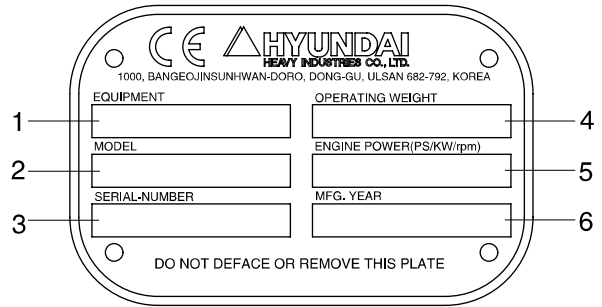 CE HYUNDAI
HEAVY INDUSTRIES CO., LTD.
1000, BANGEOJINSUNHWAN-DORO, DONG-GU, ULSAN 682-792, KOREA
EQUIPMENT OPERATING WEIGHT
1 4
MODEL ENGINE POWER(PS/KW/rpm)
2 5
SERIAL-NUMBER MFG. YEAR
3 6
DO NOT DEFACE OR REMOVE THIS PLATE